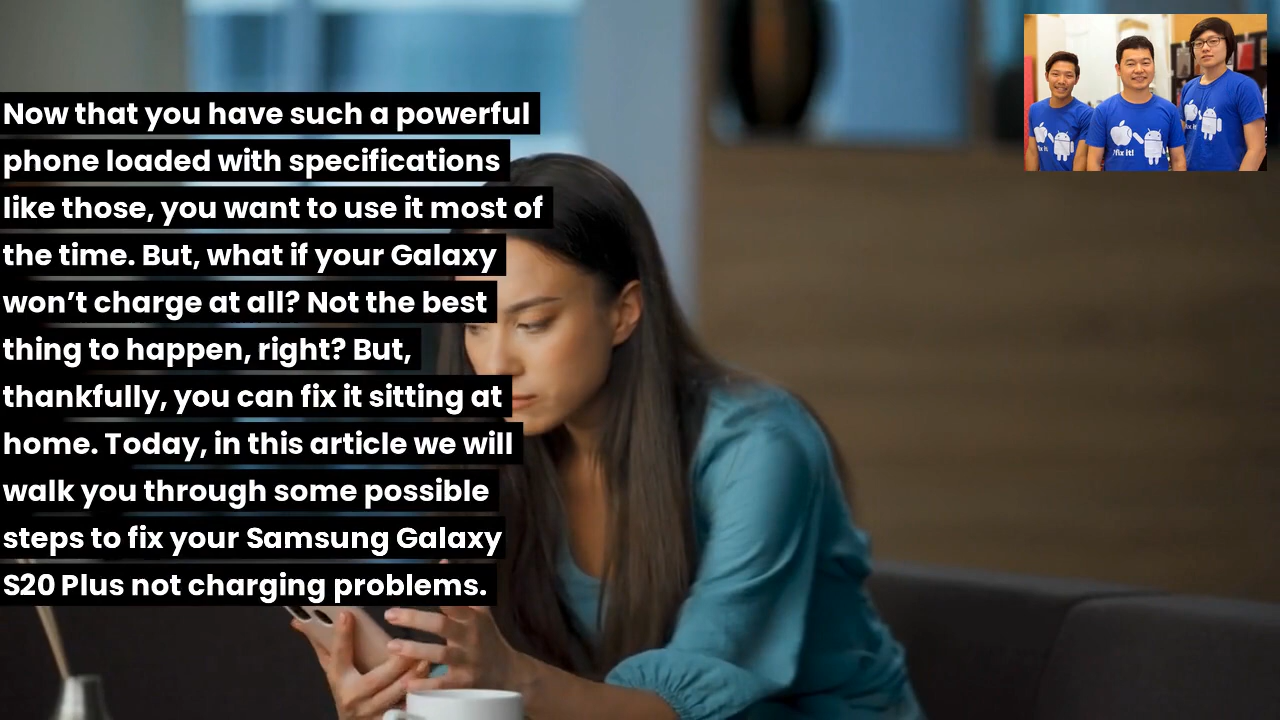 Now that you have such a powerful
phone loaded with specifications
like those, you want to use it most of
the time. But, what if your Galaxy
won’t charge at all? Not the best
thing to happen, right? But,
thankfully, you can fix it sitting at
home. Today, in this article we will
walk you through some possible
steps to fix your Samsung Galaxy
S20 Plus not charging problems.
fix it!